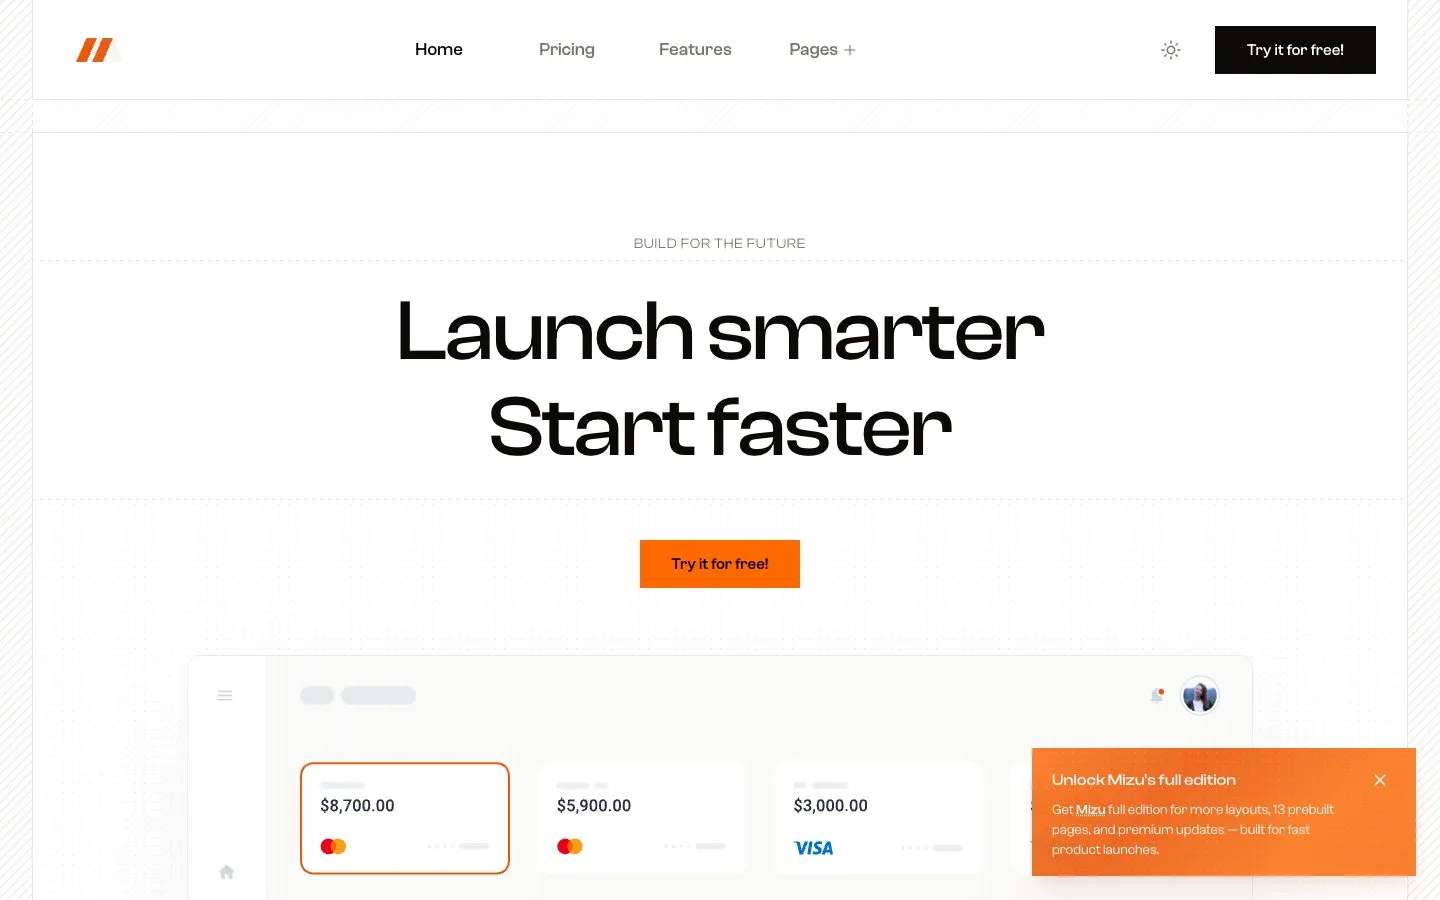 Home
Pricing
Features
Pages
Try it for free!
BUILD FOR THE FUTURE
Launch smarter
Start faster
Try it for free!
$8,700.00
$5,900.00
$3,000.00
VISA
Unlock Mizu's full edition
Get Mizu full edition for more layouts, 13 prebuilt
pages, and premium updates — built for fast
product launches.